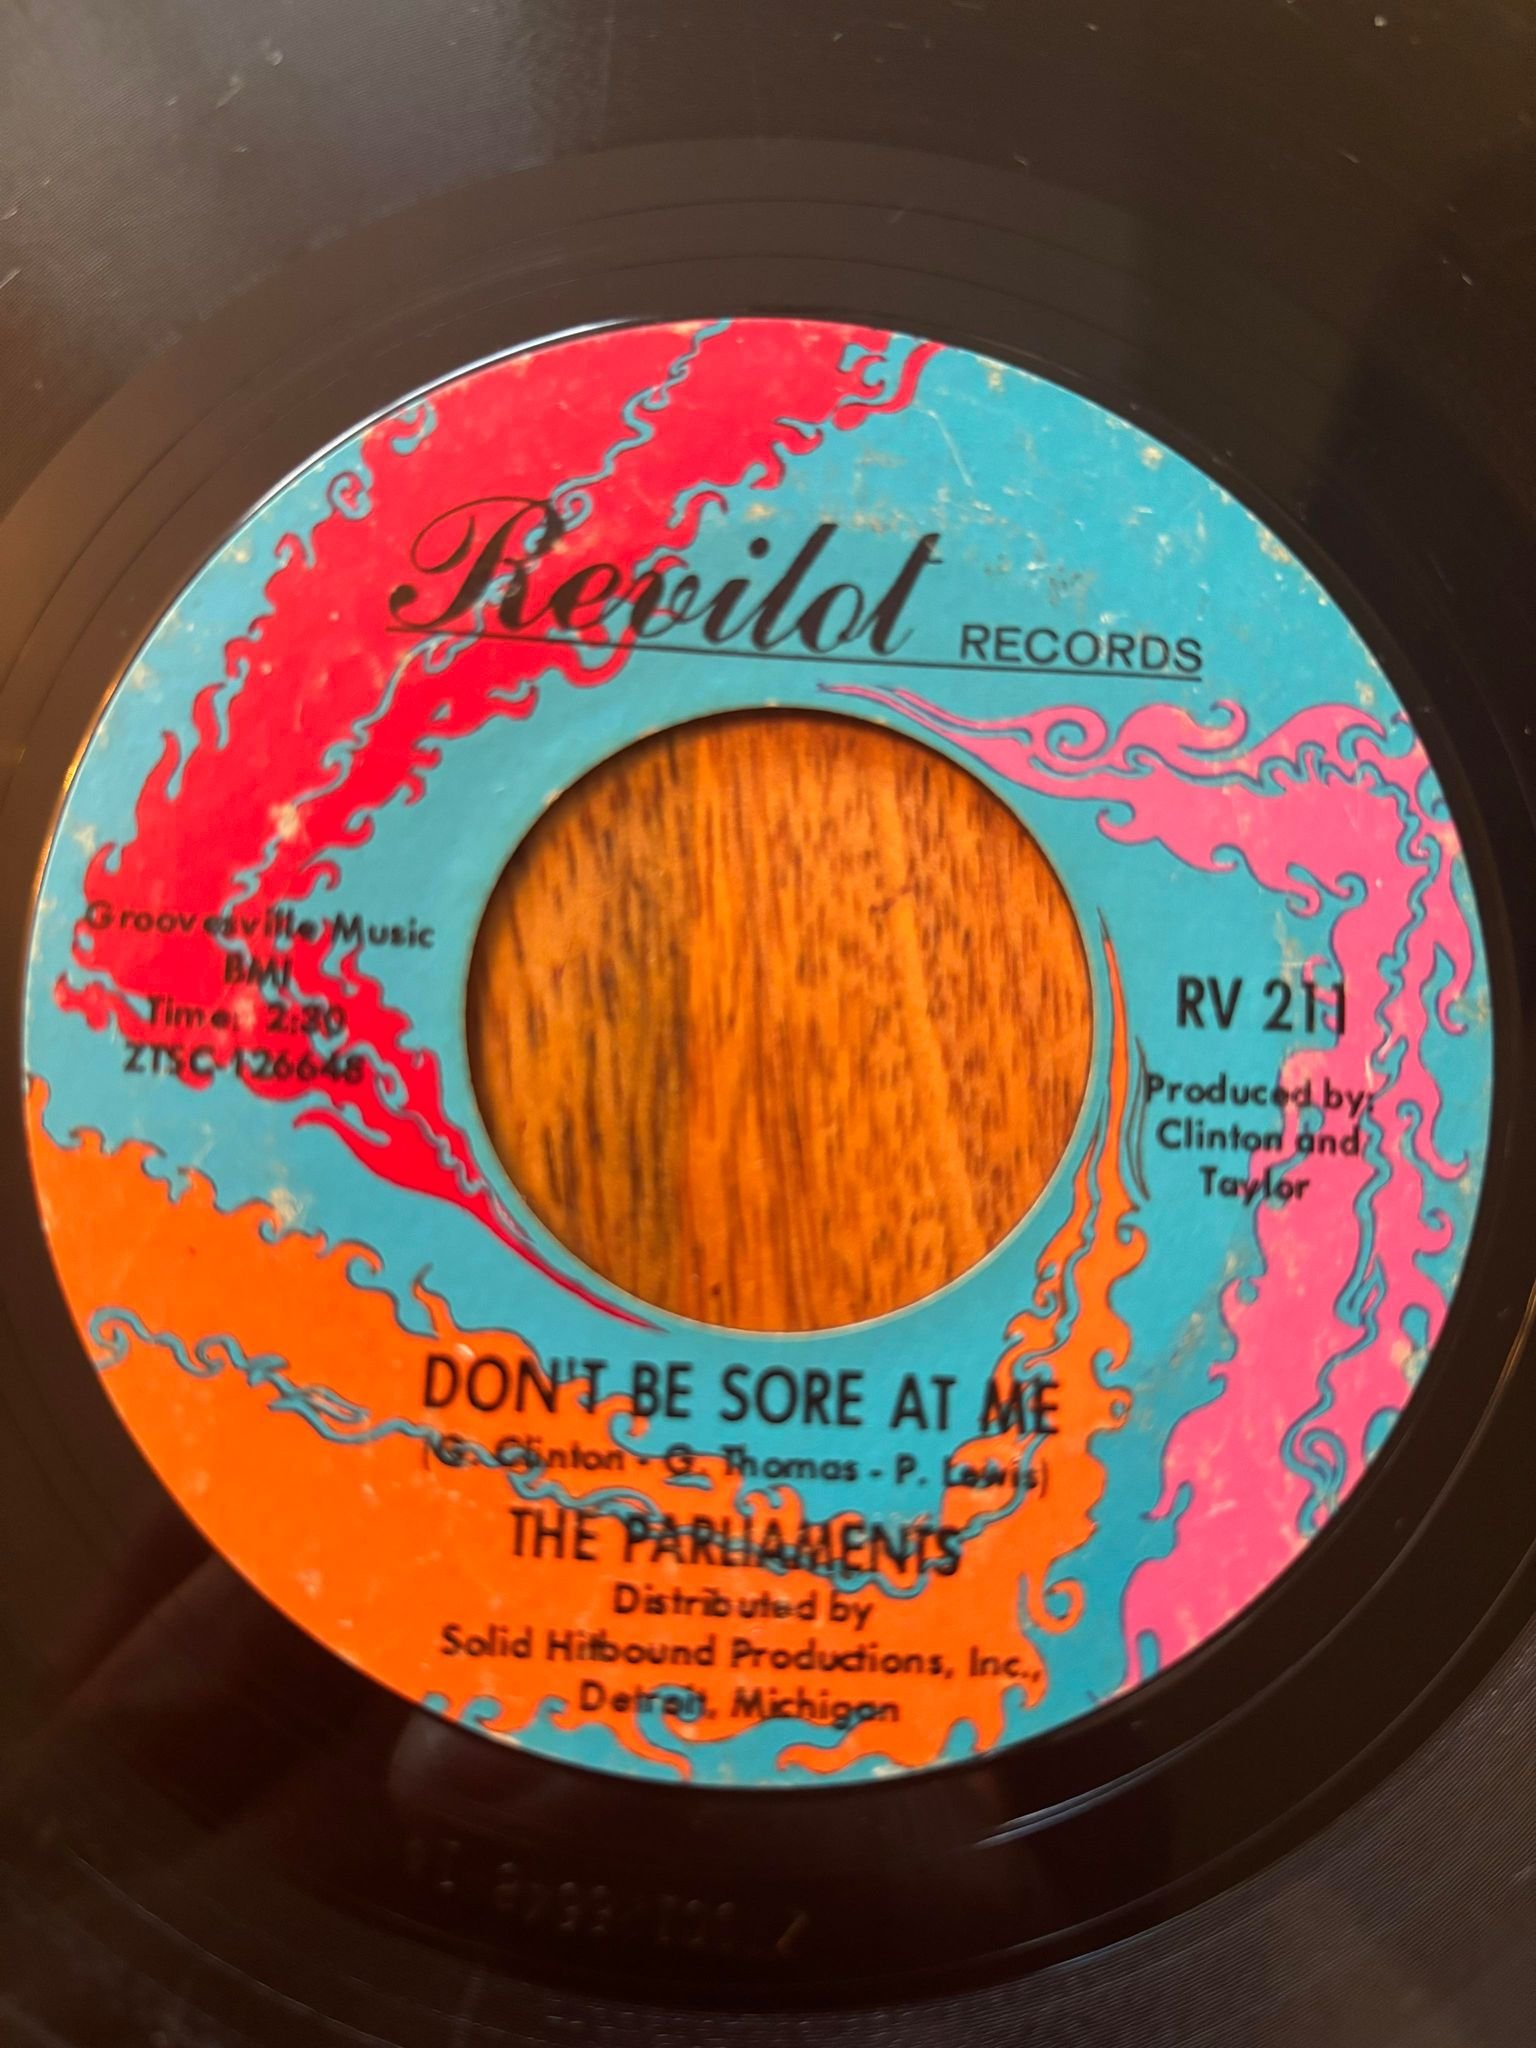 Revilot RECORDS
Groovesville Music
BMI
Time: 2:30
ZTSC-126648
RV 211
Produced by:
Clinton and
Taylor
DON'T BE SORE AT ME
(G. Clinton - G. Thomas - P. Lewis)
THE PARLIAMENTS
Distributed by
Solid Hitbound Productions, Inc.,
Detroit, Michigan